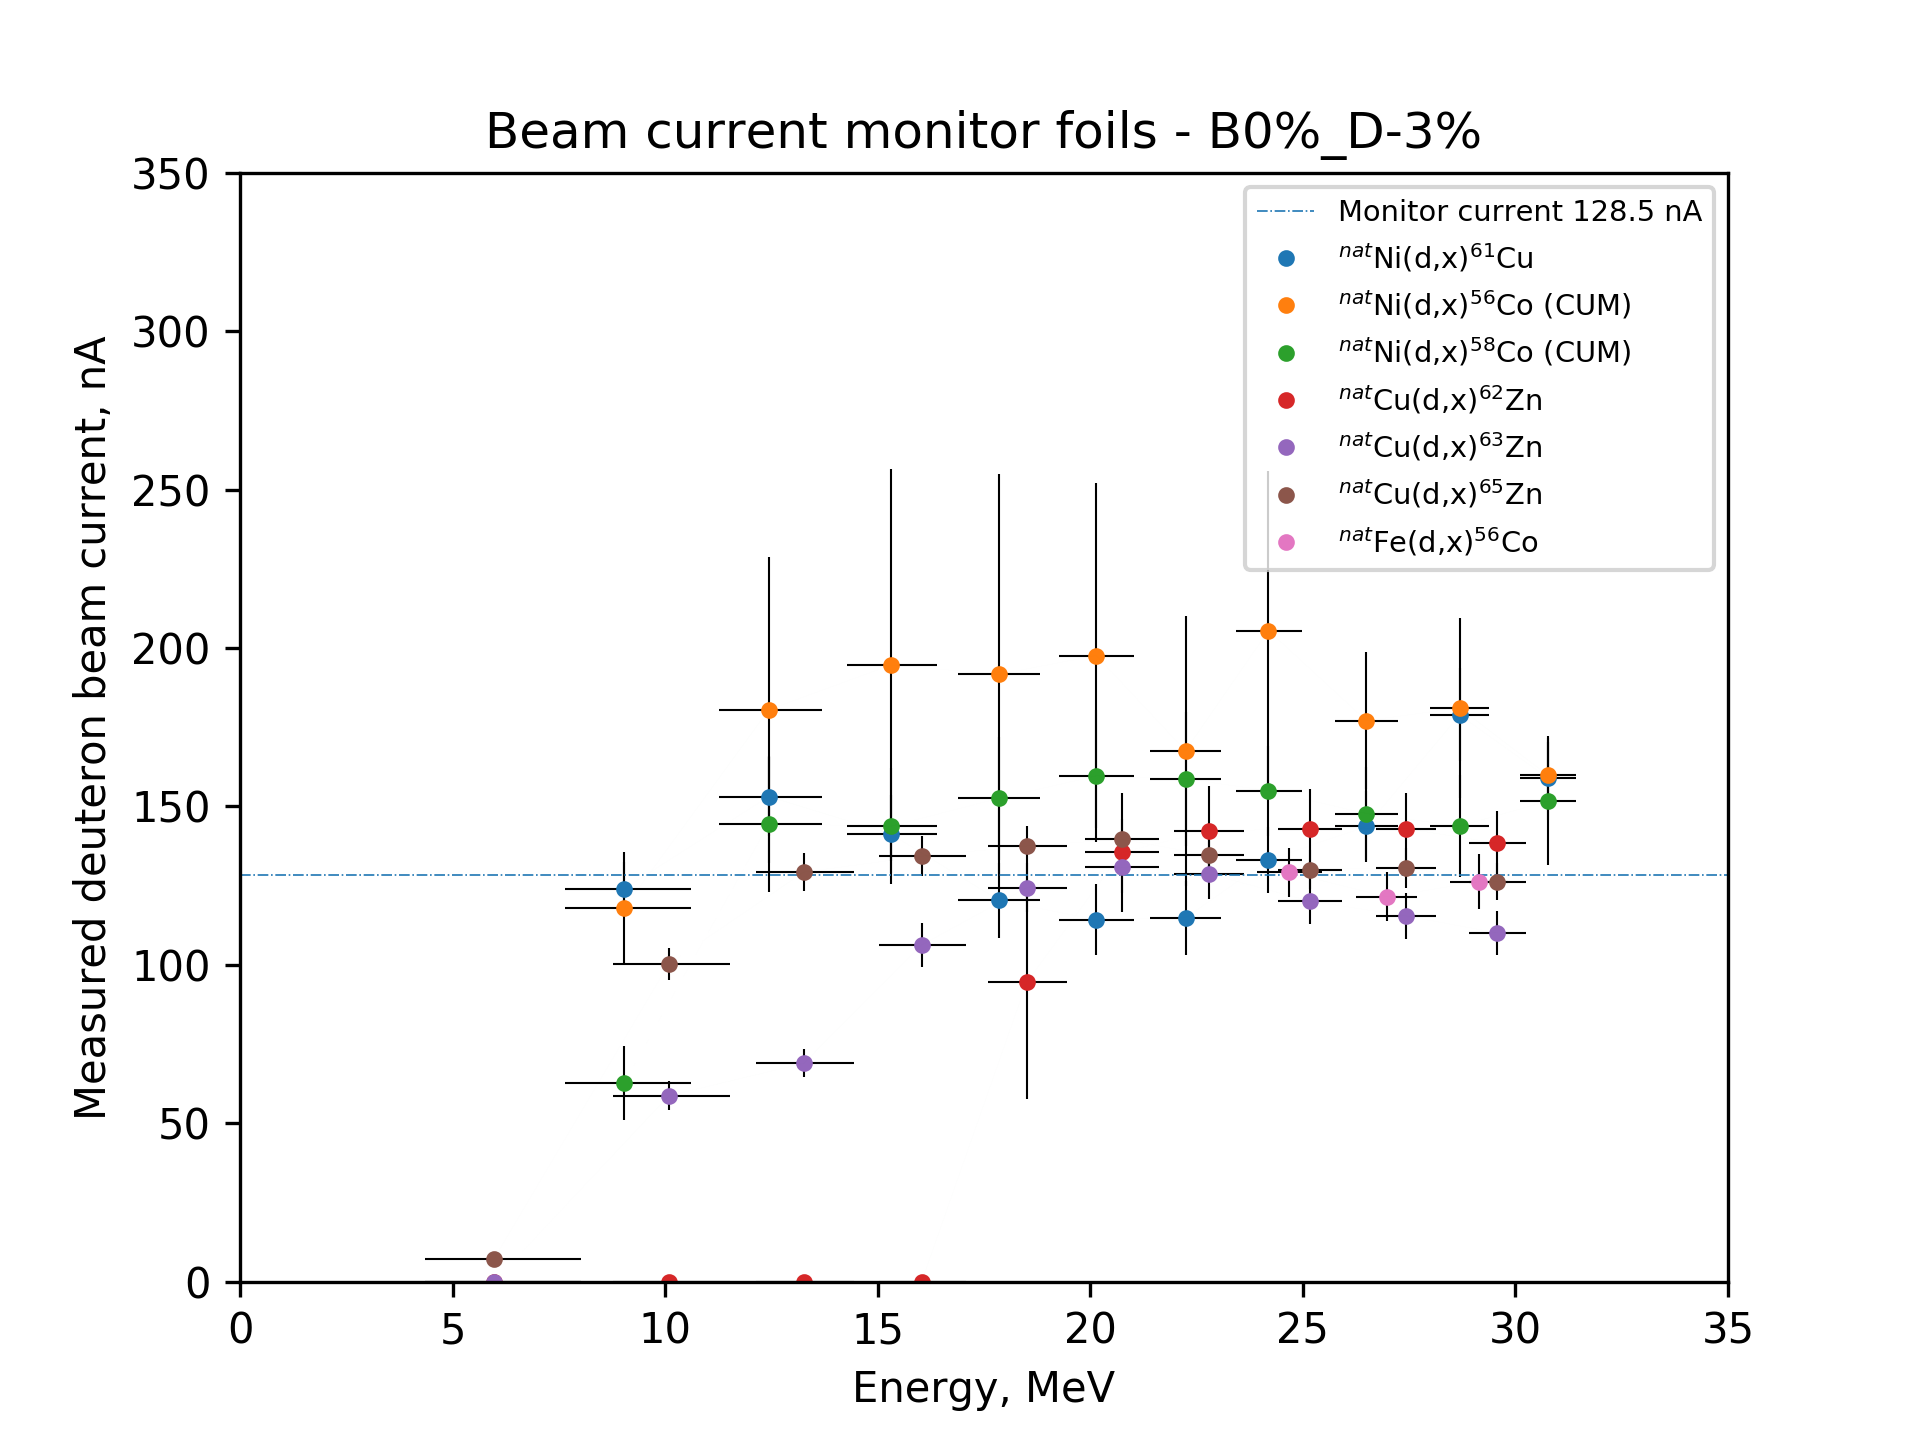 Beam current monitor foils - B0%_D-3%
350
300
250
200
150
100
50
0
Measured deuteron beam current, nA
Monitor current 128.5 nA
ⁿᵃᵗNi(d,x)⁶¹Cu
ⁿᵃᵗNi(d,x)⁵⁶Co (CUM)
ⁿᵃᵗNi(d,x)⁵⁸Co (CUM)
ⁿᵃᵗCu(d,x)⁶²Zn
ⁿᵃᵗCu(d,x)⁶³Zn
ⁿᵃᵗCu(d,x)⁶⁵Zn
ⁿᵃᵗFe(d,x)⁵⁶Co
0 5 10 15 20 25 30 35
Energy, MeV